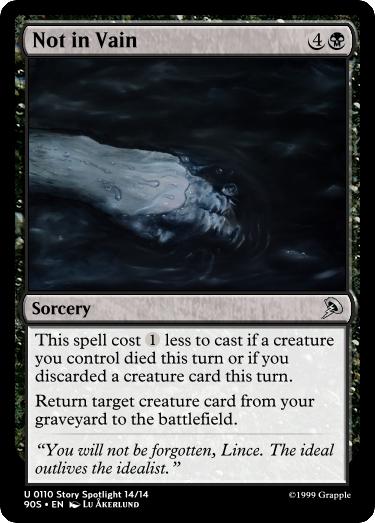 Not in Vain 4
Sorcery
This spell cost 1 less to cast if a creature
you control died this turn or if you
discarded a creature card this turn.
Return target creature card from your
graveyard to the battlefield.
“You will not be forgotten, Lince. The ideal
outlives the idealist.”
U 0110 Story Spotlight 14/14
90S • EN Lu Åkerlund
©1999 Grapple